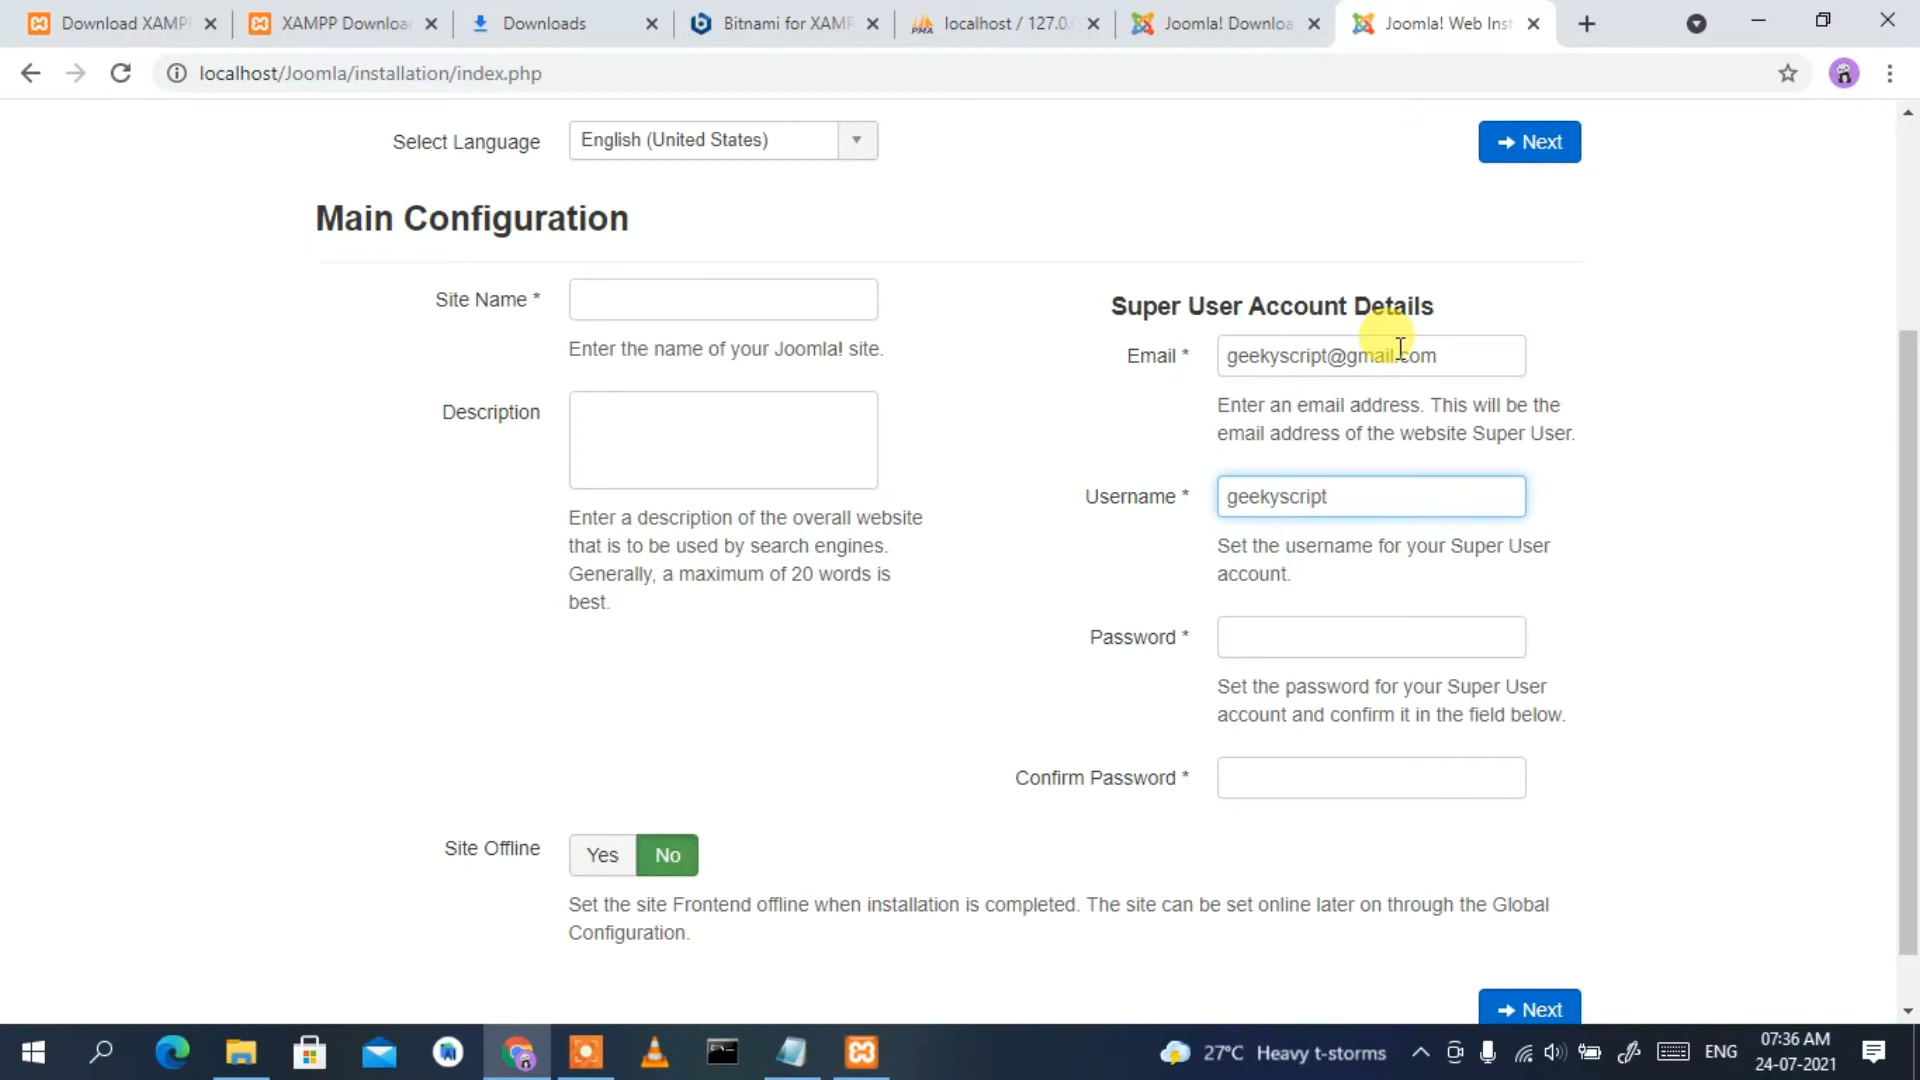 Download XAMPP
XAMPP Downloa
Downloads
Bitnami for XAMP
PMA
localhost / 127.0.
Joomla! Downloa
Joomla! Web Inst
localhost/Joomla/installation/index.php
Select Language
English (United States)
Next
Main Configuration
Site Name *
Enter the name of your Joomla! site.
Description
Enter a description of the overall website
that is to be used by search engines.
Generally, a maximum of 20 words is
best.
Super User Account Details
Email *
geekyscript@gmail.com
Enter an email address. This will be the
email address of the website Super User.
Username *
geekyscript
Set the username for your Super User
account.
Password *
Set the password for your Super User
account and confirm it in the field below.
Confirm Password *
Site Offline
Yes
No
Set the site Frontend offline when installation is completed. The site can be set online later on through the Global
Configuration.
Next
27°C Heavy t-storms
ENG
07:36 AM
24-07-2021